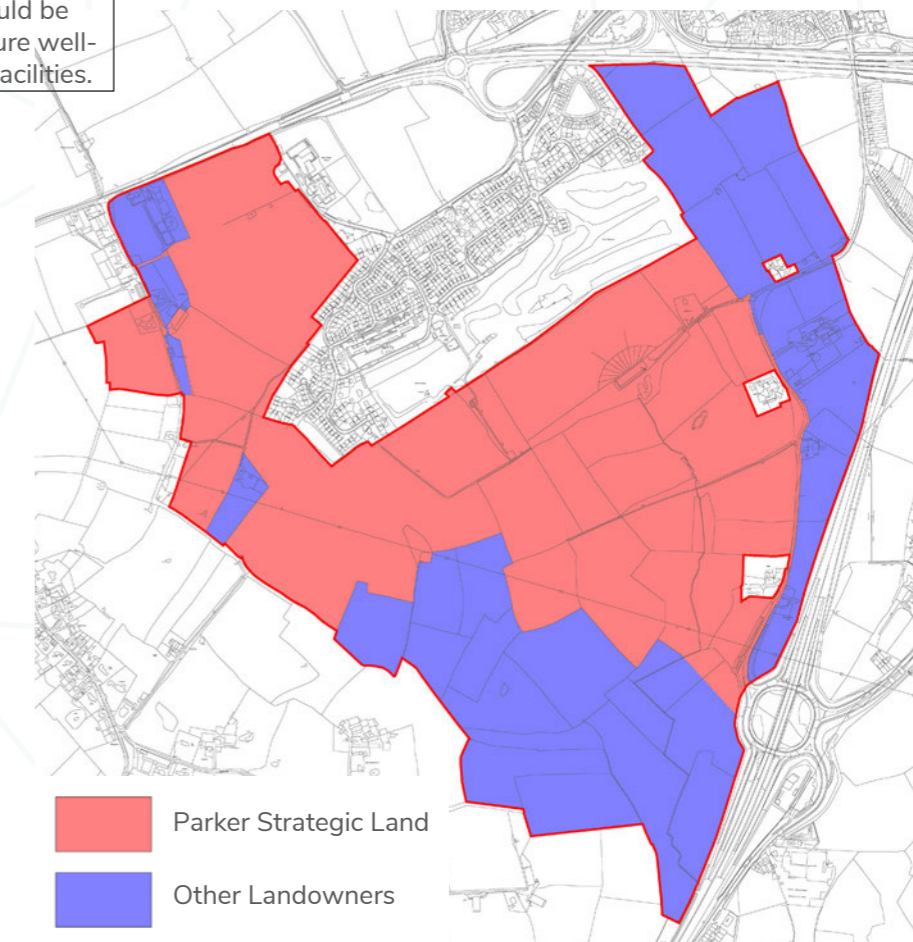 uld be
ure well-
acilities.
Parker Strategic Land
Other Landowners